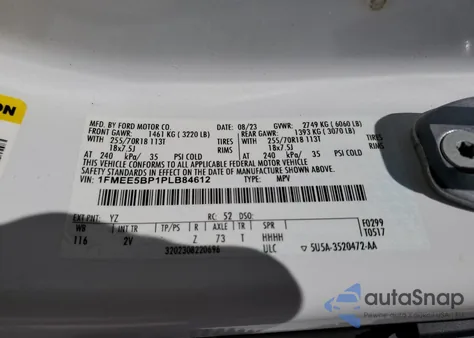 ON
MFD. BY FORD MOTOR CO.
08/23 GVWR: 2749 KG (6060 LB)
FRONT GAWR: 1461 KG (3220 LB)
REAR GAWR: 1393 KG (3070 LB)
WITH 255/70R18 113T TIRES
WITH 255/70R18 113T TIRES
18x7.5J RIMS
18x7.5J RIMS
AT 240 kPa/ 35 PSI COLD
AT 240 kPa/ 35 PSI COLD
THIS VEHICLE CONFORMS TO ALL APPLICABLE FEDERAL MOTOR VEHICLE
SAFETY STANDARDS IN EFFECT ON THE DATE OF MANUFACTURE SHOWN ABOVE.
VIN: 1FMEE5BP1PLB84612
TYPE: MPV
EXT PNT: YZ RC: 52 DSO: F0299
WB INT TR TP/PS R AXLE TR T0517
116 2V Z 73 T HHHH
3202308220696 ULC 5U5A-3520472-AA
autoSnap